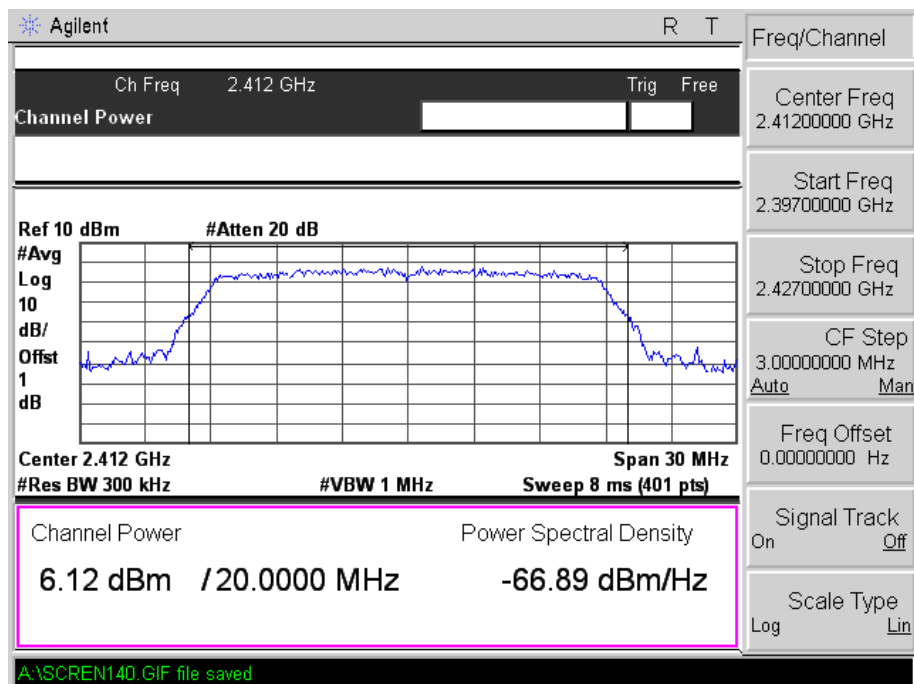 Agilent
R T
Ch Freq 2.412 GHz Trig Free
Channel Power
Ref 10 dBm #Atten 20 dB
#Avg
Log
10
dB/
Offst
1
dB
Center 2.412 GHz Span 30 MHz
#Res BW 300 kHz #VBW 1 MHz Sweep 8 ms (401 pts)
Channel Power Power Spectral Density
6.12 dBm /20.0000 MHz -66.89 dBm/Hz
A:\SCREN140.GIF file saved
Freq/Channel
Center Freq
2.41200000 GHz
Start Freq
2.39700000 GHz
Stop Freq
2.42700000 GHz
CF Step
3.00000000 MHz
Auto Man
Freq Offset
0.00000000 Hz
Signal Track
On Off
Scale Type
Log Lin